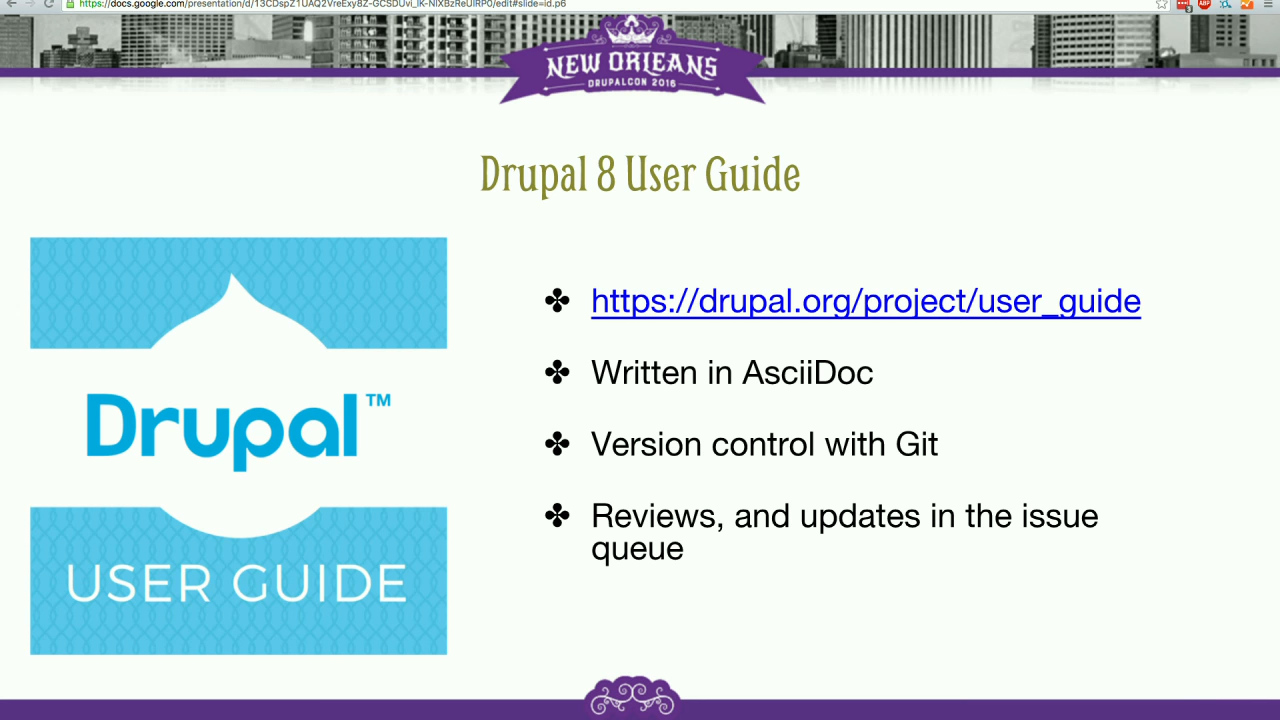 https://docs.google.com/presentation/d/13CDspZ1UAQ2VreExy8Z-GCSDUvi_lK-NlXBzReUlRP0/edit#slide=id.p6
NEW ORLEANS
DRUPALCON 2016
Drupal 8 User Guide
Drupal™
USER GUIDE
https://drupal.org/project/user_guide
Written in AsciiDoc
Version control with Git
Reviews, and updates in the issue
queue